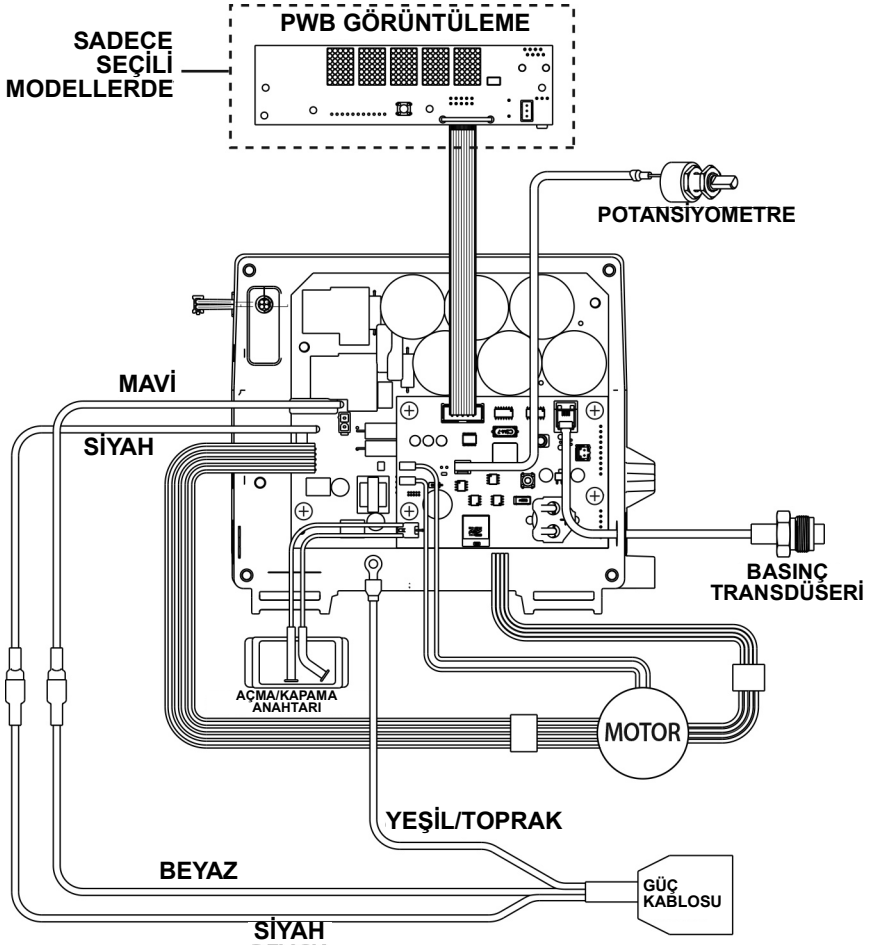 PWB GÖRÜNTÜLEME
SADECE
SEÇİLİ
MODELLERDE
POTANSİYOMETRE
MAVİ
SİYAH
BASINÇ
TRANSDÜSERİ
AÇMA/KAPAMA
ANAHTARI
MOTOR
YEŞİL/TOPRAK
BEYAZ
GÜÇ
KABLOSU
SİYAH